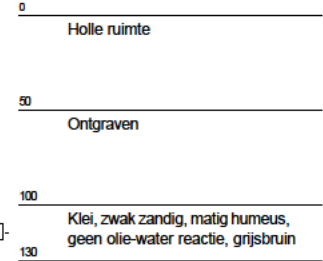 0
Holle ruimte
50
Ontgraven
100
Klei, zwak zandig, matig humeus,
]- geen olie-water reactie, grijsbruin
130